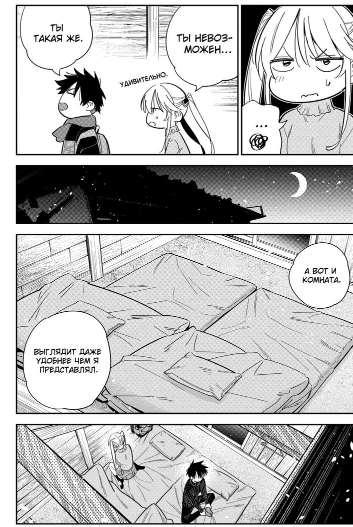 ТЫ
ТАКАЯ ЖЕ.
ТЫ НЕВОЗ-
МОЖЕН...
УДИВИТЕЛЬНО.
...
А ВОТ И
КОМНАТА.
ВЫГЛЯДИТ ДАЖЕ
УДОБНЕЕ ЧЕМ Я
ПРЕДСТАВЛЯЛ.